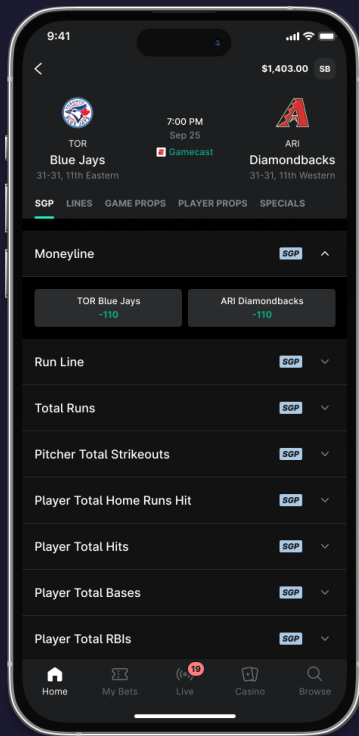 9:41
$1,403.00 SB
TOR
Blue Jays
31-31, 11th Eastern
7:00 PM
Sep 25
Gamecast
ARI
Diamondbacks
31-31, 11th Western
SGP LINES GAME PROPS PLAYER PROPS SPECIALS
Moneyline SGP
TOR Blue Jays
-110
ARI Diamondbacks
-110
Run Line SGP
Total Runs SGP
Pitcher Total Strikeouts SGP
Player Total Home Runs Hit SGP
Player Total Hits SGP
Player Total Bases SGP
Player Total RBIs SGP
19
Home My Bets Live Casino Browse